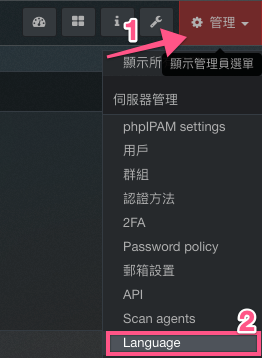 1
管理
顯示所
顯示管理員選單
伺服器管理
phpIPAM settings
用戶
群組
認證方法
2FA
Password policy
郵箱設置
API
Scan agents
2
Language